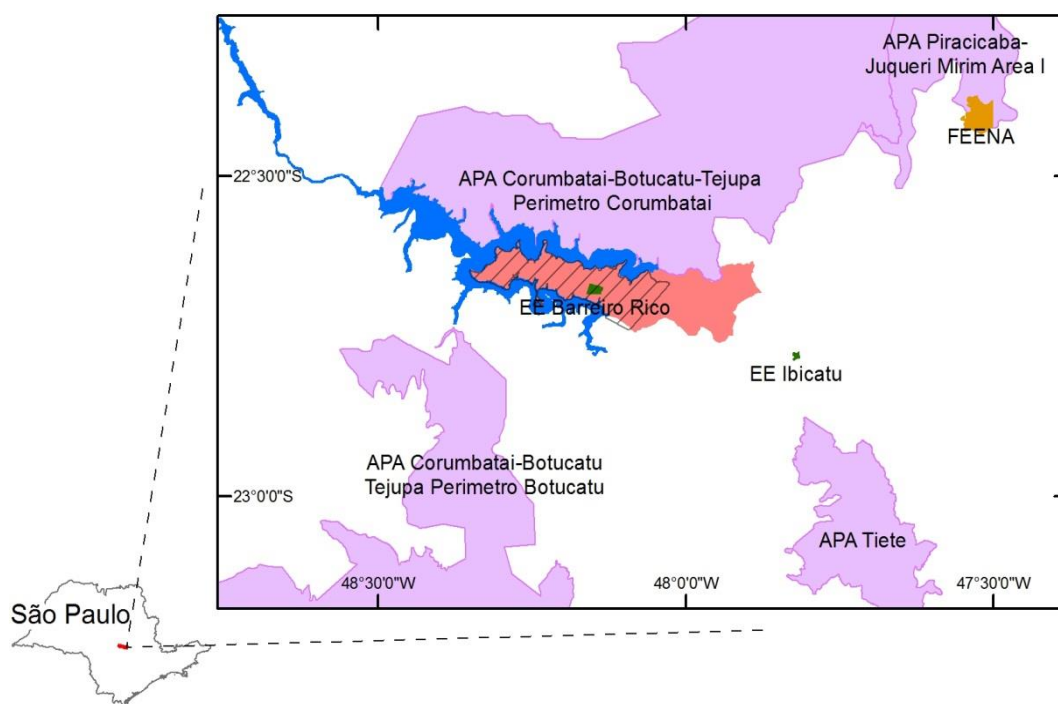 APA Piracicaba-
Juqueri Mirim Area I
FEENA
22°30'0"S
APA Corumbatai-Botucatu-Tejupa
Perimetro Corumbatai
EE Barreiro Rico
EE Ibicatu
APA Corumbatai-Botucatu
Tejupa Perimetro Botucatu
23°0'0"S
APA Tiete
48°30'0"W
48°0'0"W
47°30'0"W
São Paulo